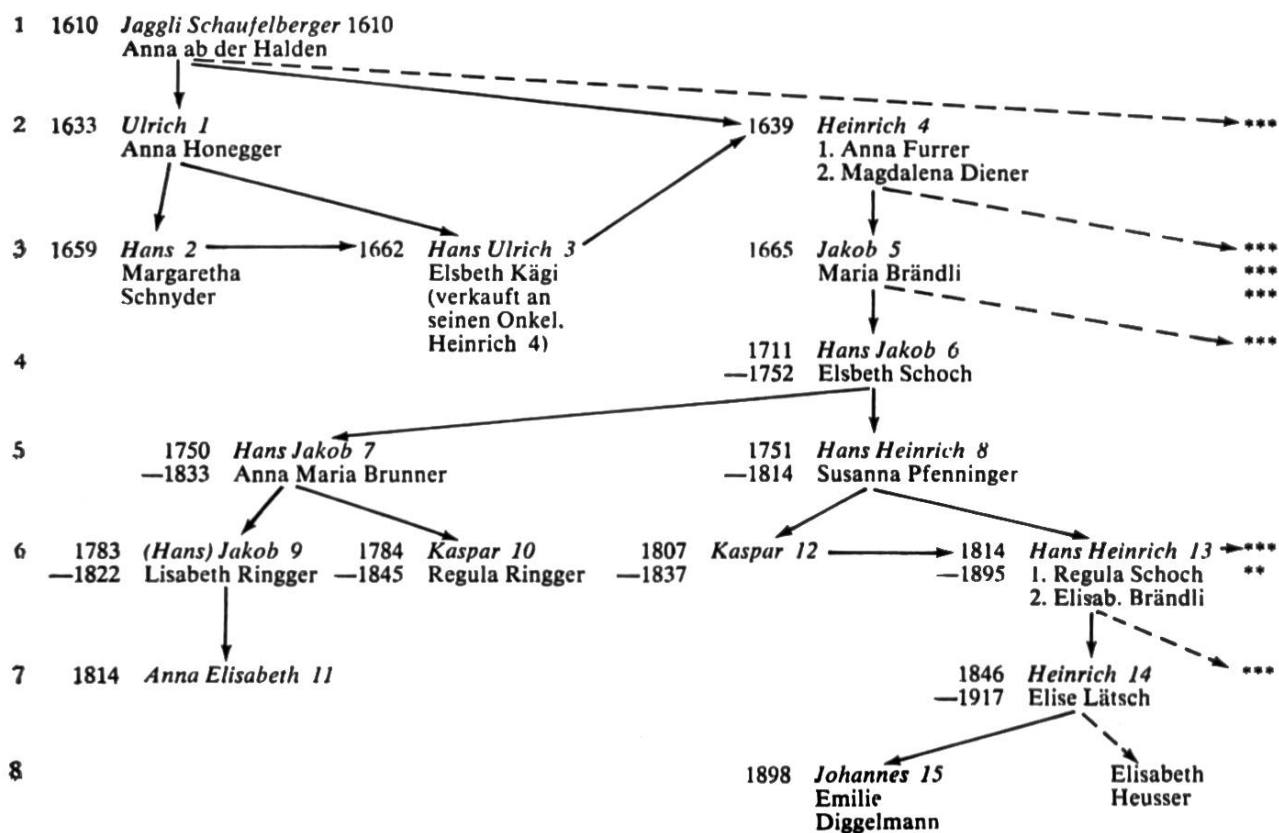 1 1610 Jaggli Schaufelberger 1610
Anna ab der Halden
2 1633 Ulrich 1 1639 Heinrich 4 ***
Anna Honegger 1. Anna Furrer
2. Magdalena Diener
3 1659 Hans 2 1662 Hans Ulrich 3 1665 Jakob 5 ***
Margaretha Elsbeth Kägi Maria Brändli ***
Schnyder (verkauft an ***
seinen Onkel.
Heinrich 4) 1711 Hans Jakob 6 ***
4 —1752 Elsbeth Schoch
5 1750 Hans Jakob 7 1751 Hans Heinrich 8
—1833 Anna Maria Brunner —1814 Susanna Pfenninger
6 1783 (Hans) Jakob 9 1784 Kaspar 10 1807 Kaspar 12 1814 Hans Heinrich 13 ***
—1822 Lisabeth Ringger —1845 Regula Ringger —1837 —1895 1. Regula Schoch **
2. Elisab. Brändli
7 1814 Anna Elisabeth 11 1846 Heinrich 14 ***
—1917 Elise Lätsch
8 1898 Johannes 15 Elisabeth
Emilie Heusser
Diggelmann